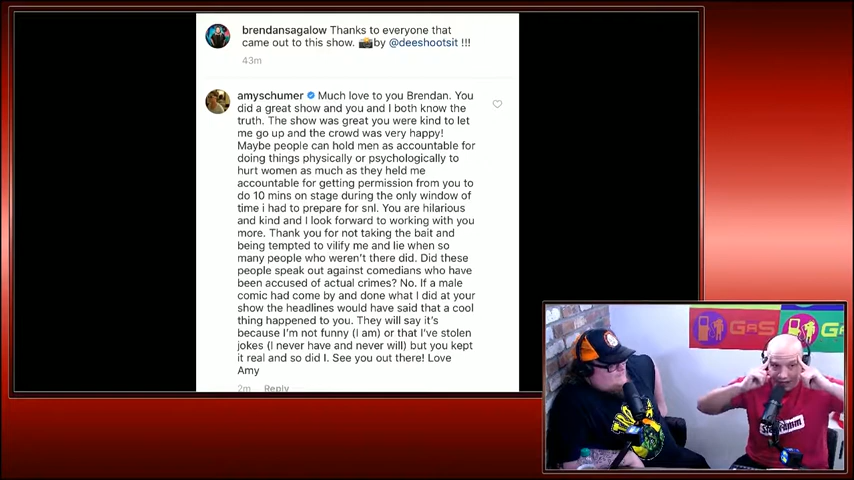 brendansagalow Thanks to everyone that
came out to this show. 📸by @deeshootsit !!!
43m
amyschumer Much love to you Brendan. You
did a great show and you and I both know the
truth. The show was great you were kind to let
me go up and the crowd was very happy!
Maybe people can hold men as accountable for
doing things physically or psychologically to
hurt women as much as they held me
accountable for getting permission from you to
do 10 mins on stage during the only window of
time i had to prepare for snl. You are hilarious
and kind and I look forward to working with you
more. Thank you for not taking the bait and
being tempted to vilify me and lie when so
many people who weren't there did. Did these
people speak out against comedians who have
been accused of actual crimes? No. If a male
comic had come by and done what I did at your
show the headlines would have said that a cool
thing happened to you. They will say it's
because I'm not funny (I am) or that I've stolen
jokes (I never have and never will) but you kept
it real and so did I. See you out there! Love
Amy
2m Reply
GaS